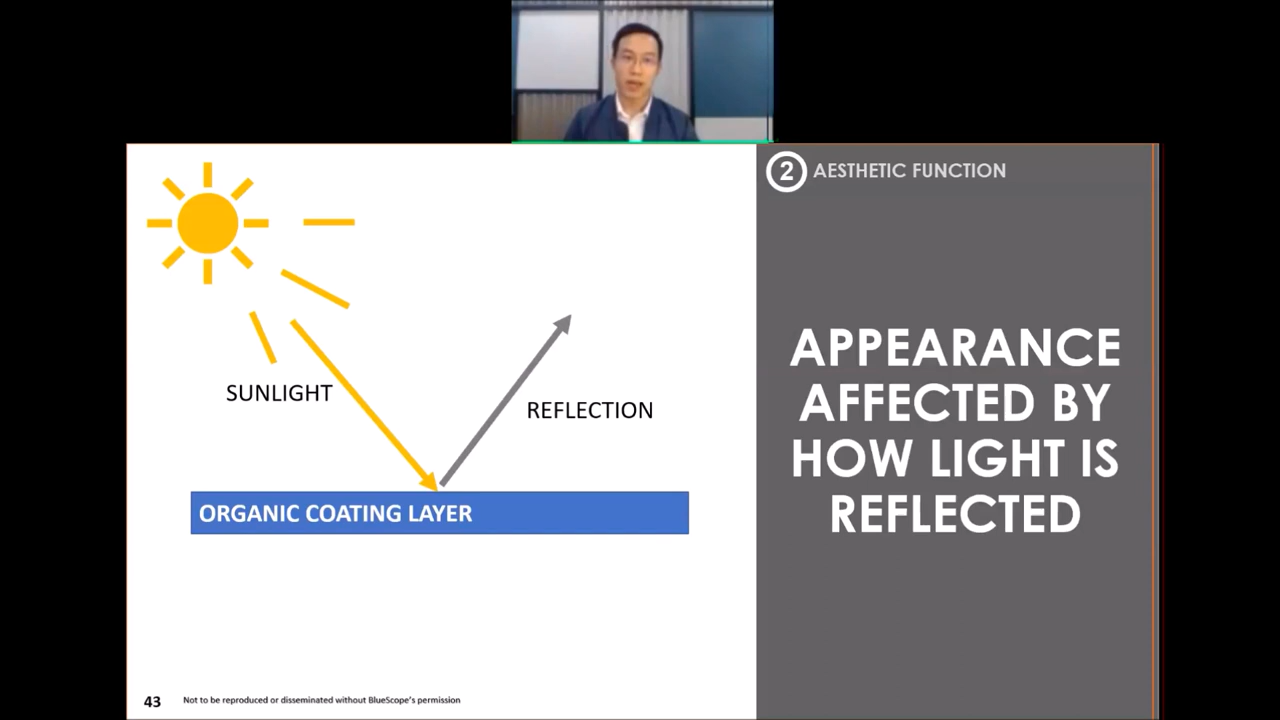 2 AESTHETIC FUNCTION
SUNLIGHT
REFLECTION
ORGANIC COATING LAYER
APPEARANCE
AFFECTED BY
HOW LIGHT IS
REFLECTED
43 Not to be reproduced or disseminated without BlueScope's permission